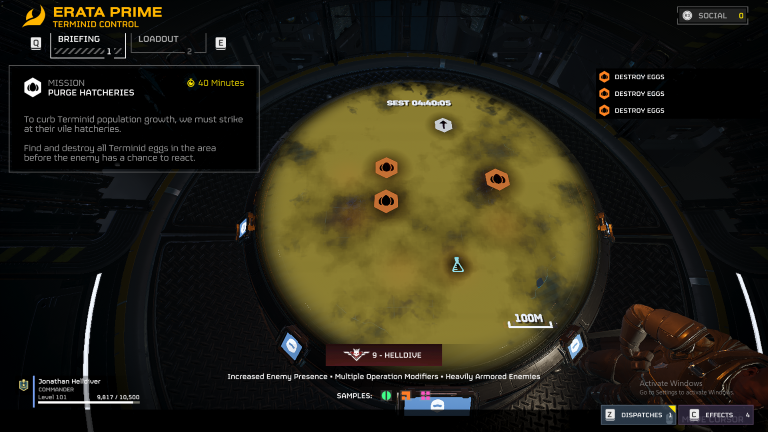 ERATA PRIME
TERMINID CONTROL
SOCIAL 0
Q
BRIEFING
1
LOADOUT
2
E
MISSION
PURGE HATCHERIES
40 Minutes
To curb Terminid population growth, we must strike
at their vile hatcheries.
Find and destroy all Terminid eggs in the area
before the enemy has a chance to react.
DESTROY EGGS
DESTROY EGGS
DESTROY EGGS
SEST 04:40:05
100M
9 - HELLDIVE
Increased Enemy Presence • Multiple Operation Modifiers • Heavily Armored Enemies
SAMPLES:
Jonathan Helldiver
COMMANDER
Level 101
9,817 / 10,500
Activate Windows
Go to Settings to activate Windows.
Z DISPATCHES 1
C EFFECTS 4